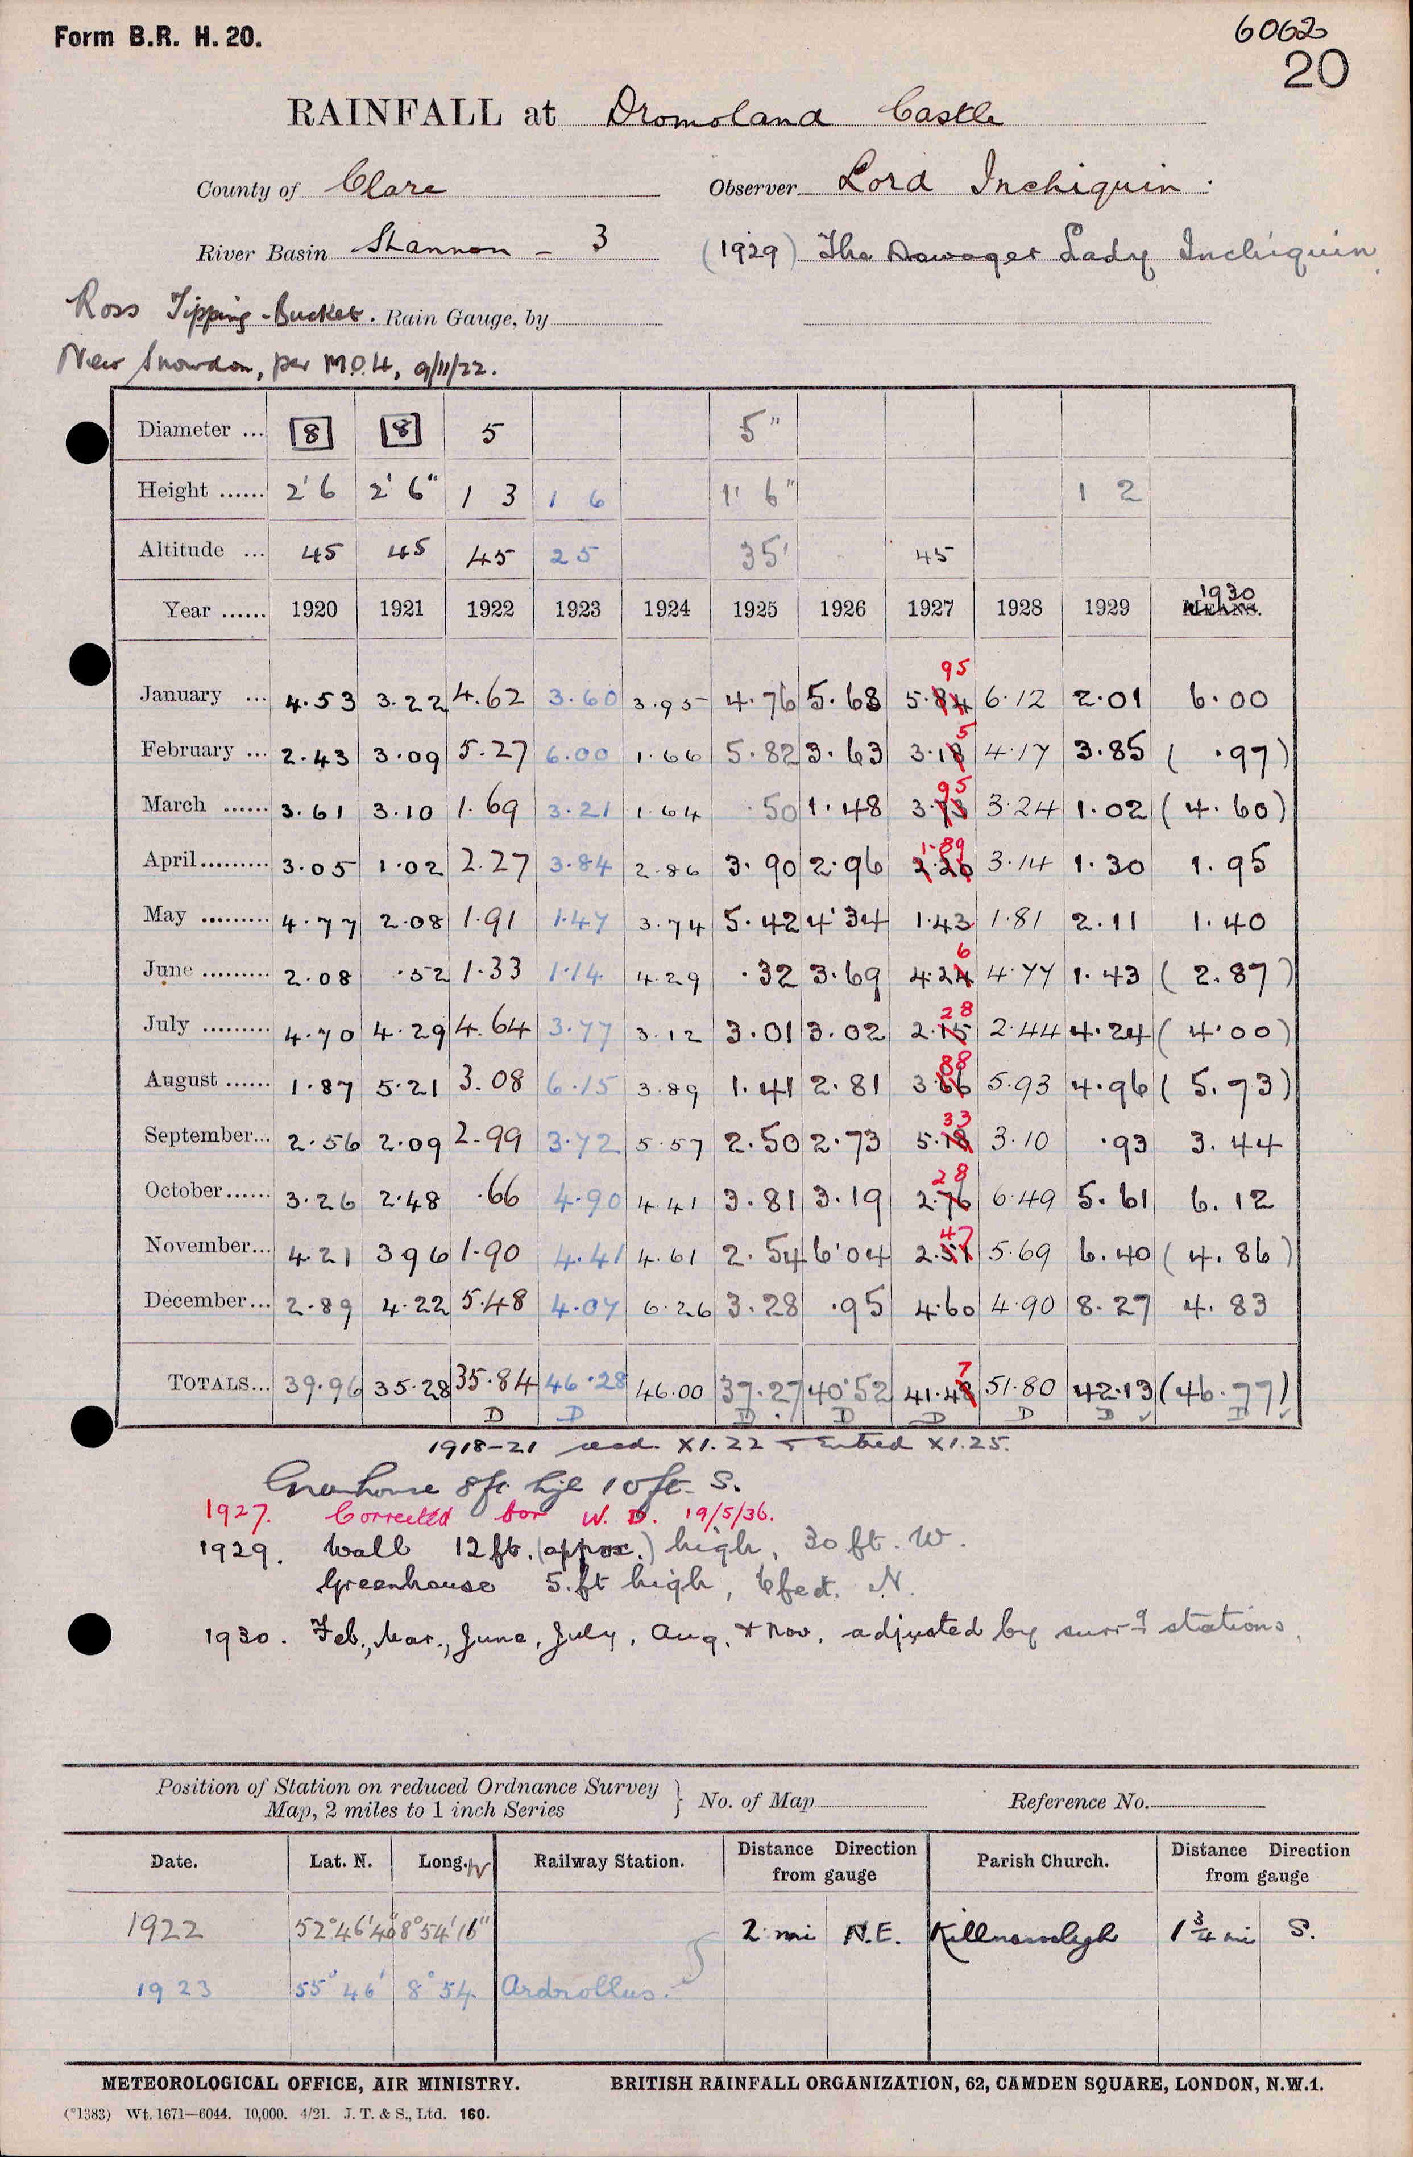 Form B.R. H. 20.
6062
20
RAINFALL at Dromoland Castle
County of Clare Observer Lord Inchiquin.
River Basin Shannon - 3 (1929) The Dowager Lady Inchiquin.
Ross Tipping-Bucket. Rain Gauge, by
New Snowdon, per M.O.H, 9/11/22.
Diameter ... 8 8 5 5"
Height ...... 2' 6 2' 6" 1 3 1 6 1' 6" 1 2
Altitude ... 45 45 45 25 35' 45
Year ...... 1920 1921 1922 1923 1924 1925 1926 1927 1928 1929 MEANS. 1930
January ... 4.53 3.22 4.62 3.60 3.95 4.76 5.68 5.84 95 6.12 2.01 6.00
February ... 2.43 3.09 5.27 6.00 1.66 5.82 3.63 3.18 5 4.17 3.85 ( .97)
March ...... 3.61 3.10 1.69 3.21 1.64 .50 1.48 3.73 95 3.24 1.02 (4.60)
April......... 3.05 1.02 2.27 3.84 2.86 3.90 2.96 2.20 1.89 3.14 1.30 1.95
May ......... 4.77 2.08 1.91 1.47 3.74 5.42 4.34 1.43 1.81 2.11 1.40
June ......... 2.08 .52 1.33 1.14 4.29 .32 3.69 4.24 6 4.77 1.43 (2.87)
July ......... 4.70 4.29 4.64 3.77 3.12 3.01 3.02 2.15 28 2.44 4.24 (4.00)
August ...... 1.87 5.21 3.08 6.15 3.89 1.41 2.81 3.66 88 5.93 4.96 (5.73)
September... 2.56 2.09 2.99 3.72 5.57 2.50 2.73 5.18 33 3.10 .93 3.44
October...... 3.26 2.48 .66 4.90 4.41 3.81 3.19 2.76 28 6.49 5.61 6.12
November... 4.21 3 96 1.90 4.41 4.61 2.54 6.04 2.51 47 5.69 6.40 (4.86)
December... 2.89 4.22 5.48 4.07 6.26 3.28 .95 4.60 4.90 8.27 4.83
TOTALS... 39.96 35.28 35.84 46.28 46.00 37.27 40.52 41.48 7 51.80 42.13 (46.77)
D D D D D D D D
1918-21 read X1.22 & entred X1.25.
Greenhouse 8ft high 10ft. S.
1927. Corrected for W. D. 19/5/36.
1929. Wall 12ft. (approx.) high, 30 ft. W.
Greenhouse 5.ft high, 6feet. N.
1930. Feb., Mar., June, July, Aug, & Nov. adjusted by surrg stations.
Position of Station on reduced Ordnance Survey Map, 2 miles to 1 inch Series } No. of Map Reference No.
Date. Lat. N. Long. W Railway Station. Distance Direction from gauge Parish Church. Distance Direction from gauge
1922 52°46'40" 8°54'16" 2 mi N.E. 1¾ mi S.
1923 55° 46' 8° 54
METEOROLOGICAL OFFICE, AIR MINISTRY. BRITISH RAINFALL ORGANIZATION, 62, CAMDEN SQUARE, LONDON, N.W.1.
(*1383) Wt. 1671—6044. 10,000. 4/21. J. T. & S., Ltd. 160.